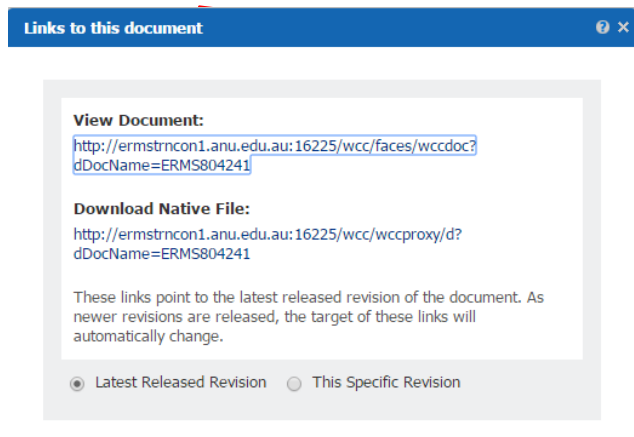 Links to this document
View Document:
http://ermstrncon1.anu.edu.au:16225/wcc/faces/wccdoc?
dDocName=ERMS804241
Download Native File:
http://ermstrncon1.anu.edu.au:16225/wcc/wccproxy/d?
dDocName=ERMS804241
These links point to the latest released revision of the document. As
newer revisions are released, the target of these links will
automatically change.
Latest Released Revision This Specific Revision